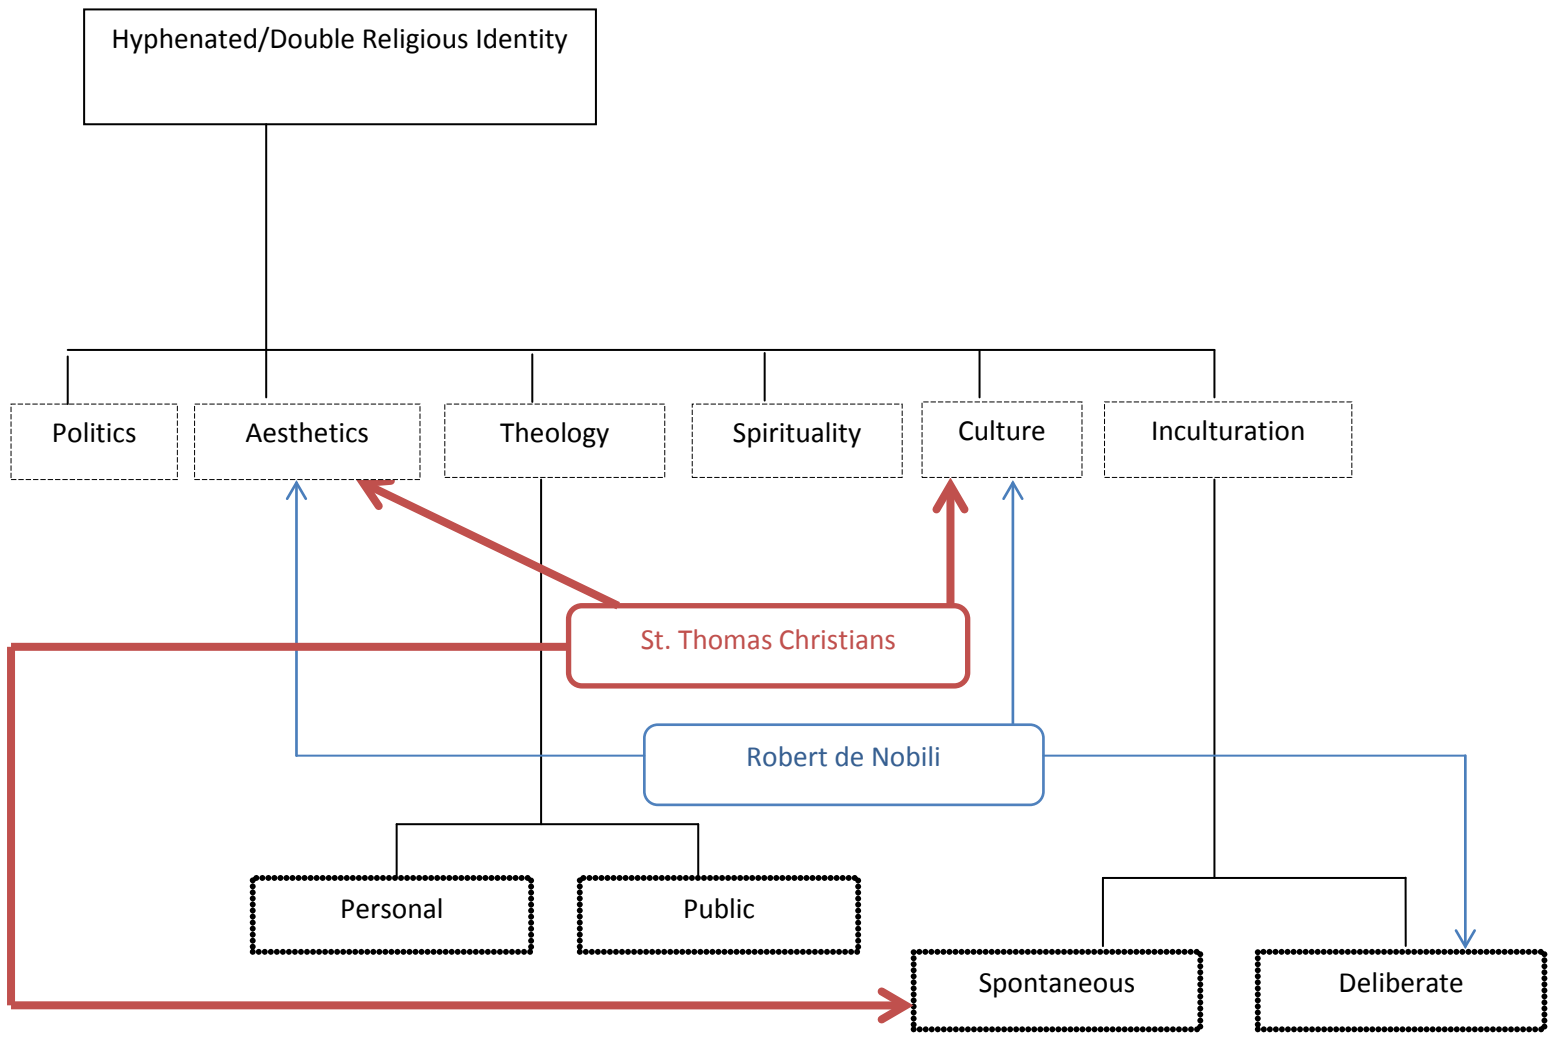 Hyphenated/Double Religious Identity
Politics
Aesthetics
Theology
Spirituality
Culture
Inculturation
St. Thomas Christians
Robert de Nobili
Personal
Public
Spontaneous
Deliberate